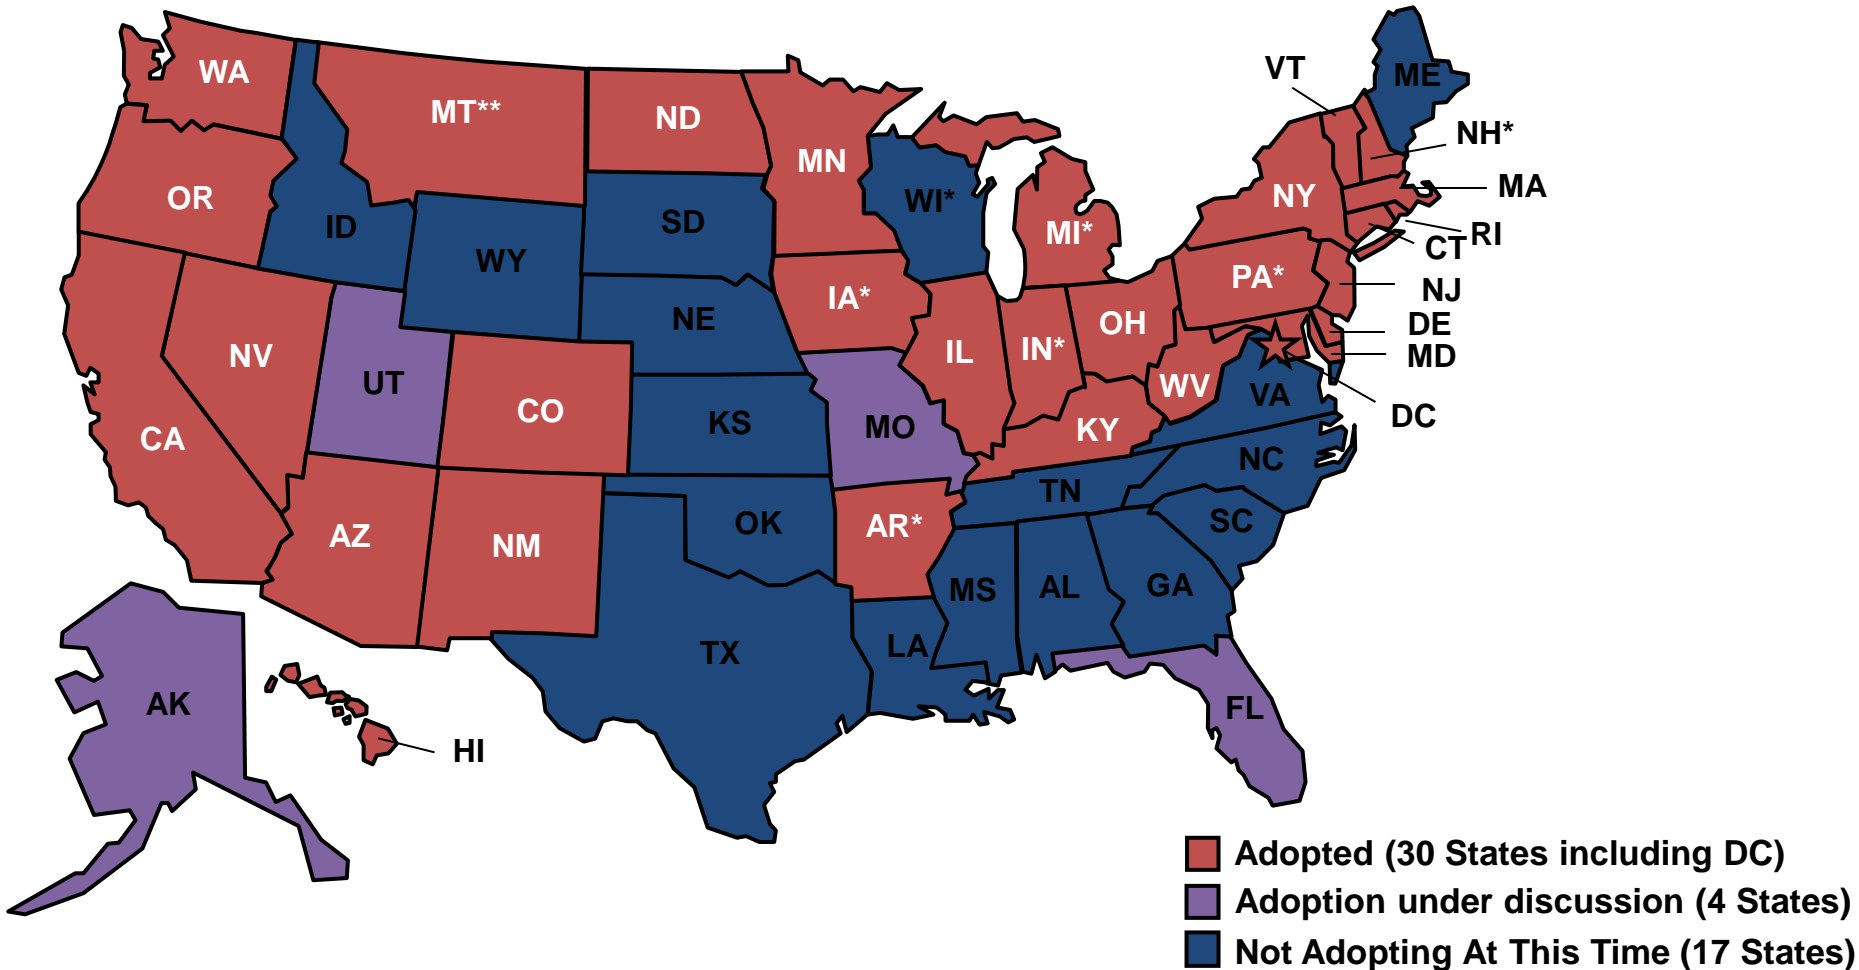 WA
MT**
ND
MN
OR
ID
WY
SD
WI*
MI*
VT
ME
NH*
NY
MA
RI
CT
PA*
NJ
DE
MD
DC
CA
NV
UT
CO
NE
IA*
IL
IN*
OH
WV
VA
KS
MO
KY
NC
TN
SC
AZ
NM
OK
AR*
MS
AL
GA
TX
LA
FL
AK
HI
Adopted (30 States including DC)
Adoption under discussion (4 States)
Not Adopting At This Time (17 States)